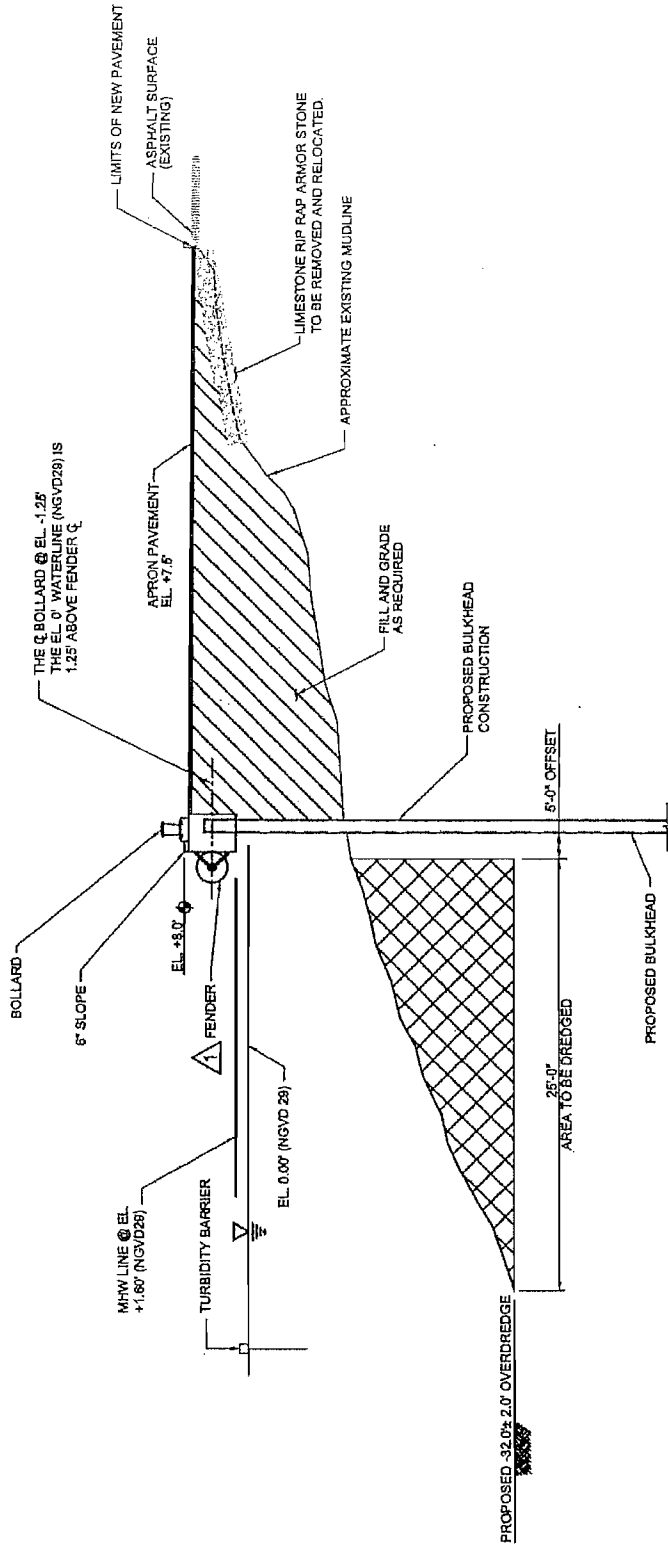 BOLLARD
6" SLOPE
EL. +8.0'
1
FENDER
MHW LINE @ EL.
+1.60' (NGVD29)
TURBIDITY BARRIER
EL. 0.00' (NGVD 29)
THE ℄ BOLLARD @ EL. -1.25'
THE EL. 0' WATERLINE (NGVD29) IS
1.25' ABOVE FENDER ℄
APRON PAVEMENT
EL. +7.5'
LIMITS OF NEW PAVEMENT
ASPHALT SURFACE
(EXISTING)
LIMESTONE RIP RAP ARMOR STONE
TO BE REMOVED AND RELOCATED.
APPROXIMATE EXISTING MUDLINE
FILL AND GRADE
AS REQUIRED
PROPOSED BULKHEAD
CONSTRUCTION
5'-0" OFFSET
25'-0"
AREA TO BE DREDGED
PROPOSED BULKHEAD
PROPOSED -32.0'± 2.0' OVERDREDGE